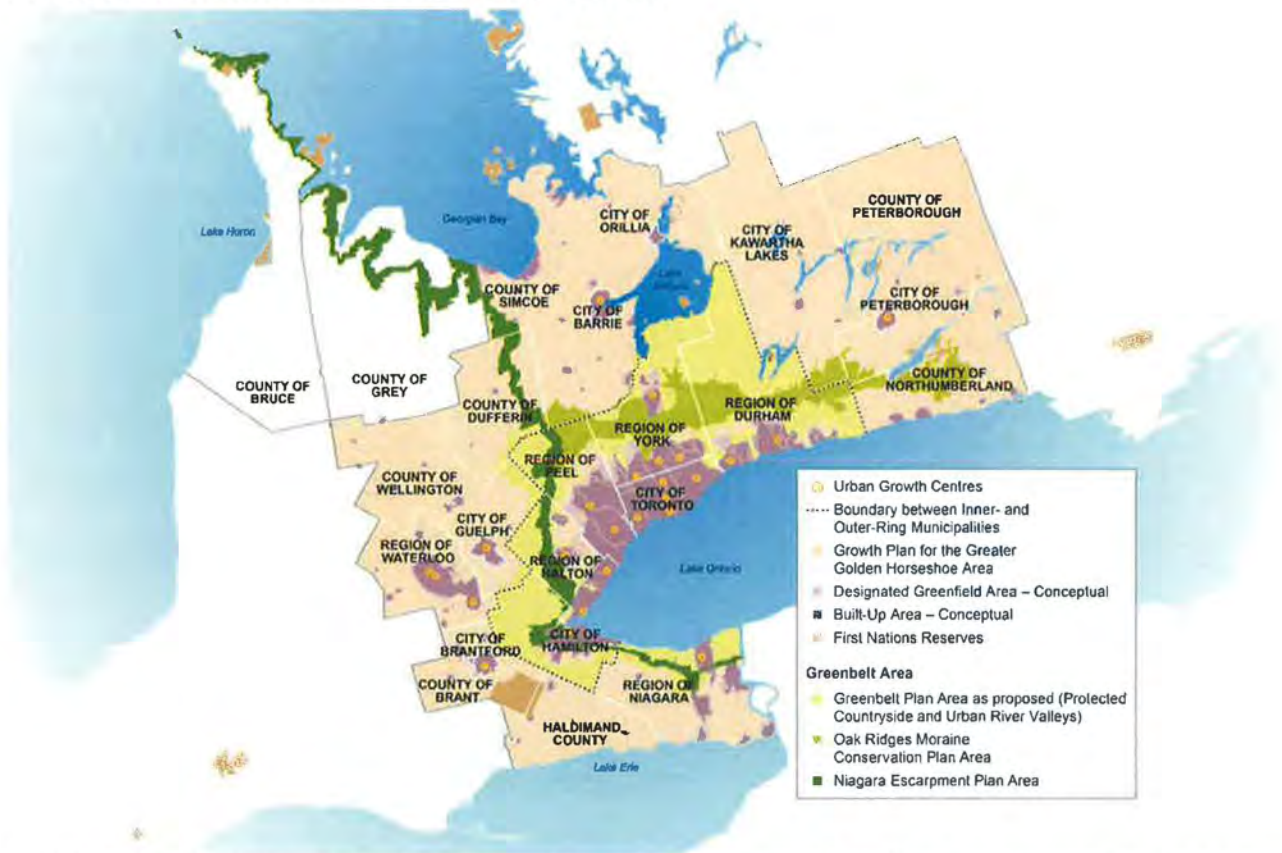 COUNTY OF
PETERBOROUGH
CITY OF
ORILLIA
Georgian Bay
Lake Huron
CITY OF
KAWARTHA
LAKES
Lake
COUNTY OF
SIMCOE
CITY OF
BARRIE
CITY OF
PETERBOROUGH
COUNTY OF
BRUCE
COUNTY OF
GREY
COUNTY OF
DUFFERIN
REGION OF
YORK
REGION OF
DURHAM
COUNTY OF
NORTHUMBERLAND
REGION OF
PEEL
COUNTY OF
WELLINGTON
CITY OF
TORONTO
CITY OF
GUELPH
REGION OF
WATERLOO
REGION OF
HALTON
Lake Ontario
CITY OF
BRANTFORD
CITY OF
HAMILTON
COUNTY OF
BRANT
REGION OF
NIAGARA
HALDIMAND
COUNTY
Lake Erie
Urban Growth Centres
Boundary between Inner- and
Outer-Ring Municipalities
Growth Plan for the Greater
Golden Horseshoe Area
Designated Greenfield Area – Conceptual
Built-Up Area – Conceptual
First Nations Reserves
Greenbelt Area
Greenbelt Plan Area as proposed (Protected
Countryside and Urban River Valleys)
Oak Ridges Moraine
Conservation Plan Area
Niagara Escarpment Plan Area